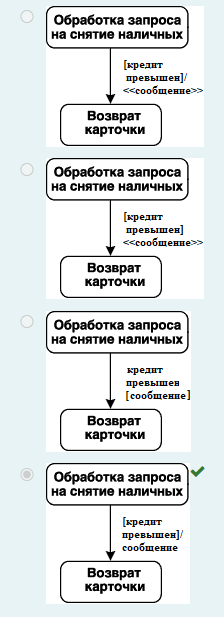 Обработка запроса
на снятие наличных
[кредит
превышен]/
<<сообщение>>
Возврат
карточки
Обработка запроса
на снятие наличных
[кредит
превышен]
<<сообщение>>
Возврат
карточки
Обработка запроса
на снятие наличных
кредит
превышен
[сообщение]
Возврат
карточки
Обработка запроса
на снятие наличных
[кредит
превышен]/
сообщение
Возврат
карточки